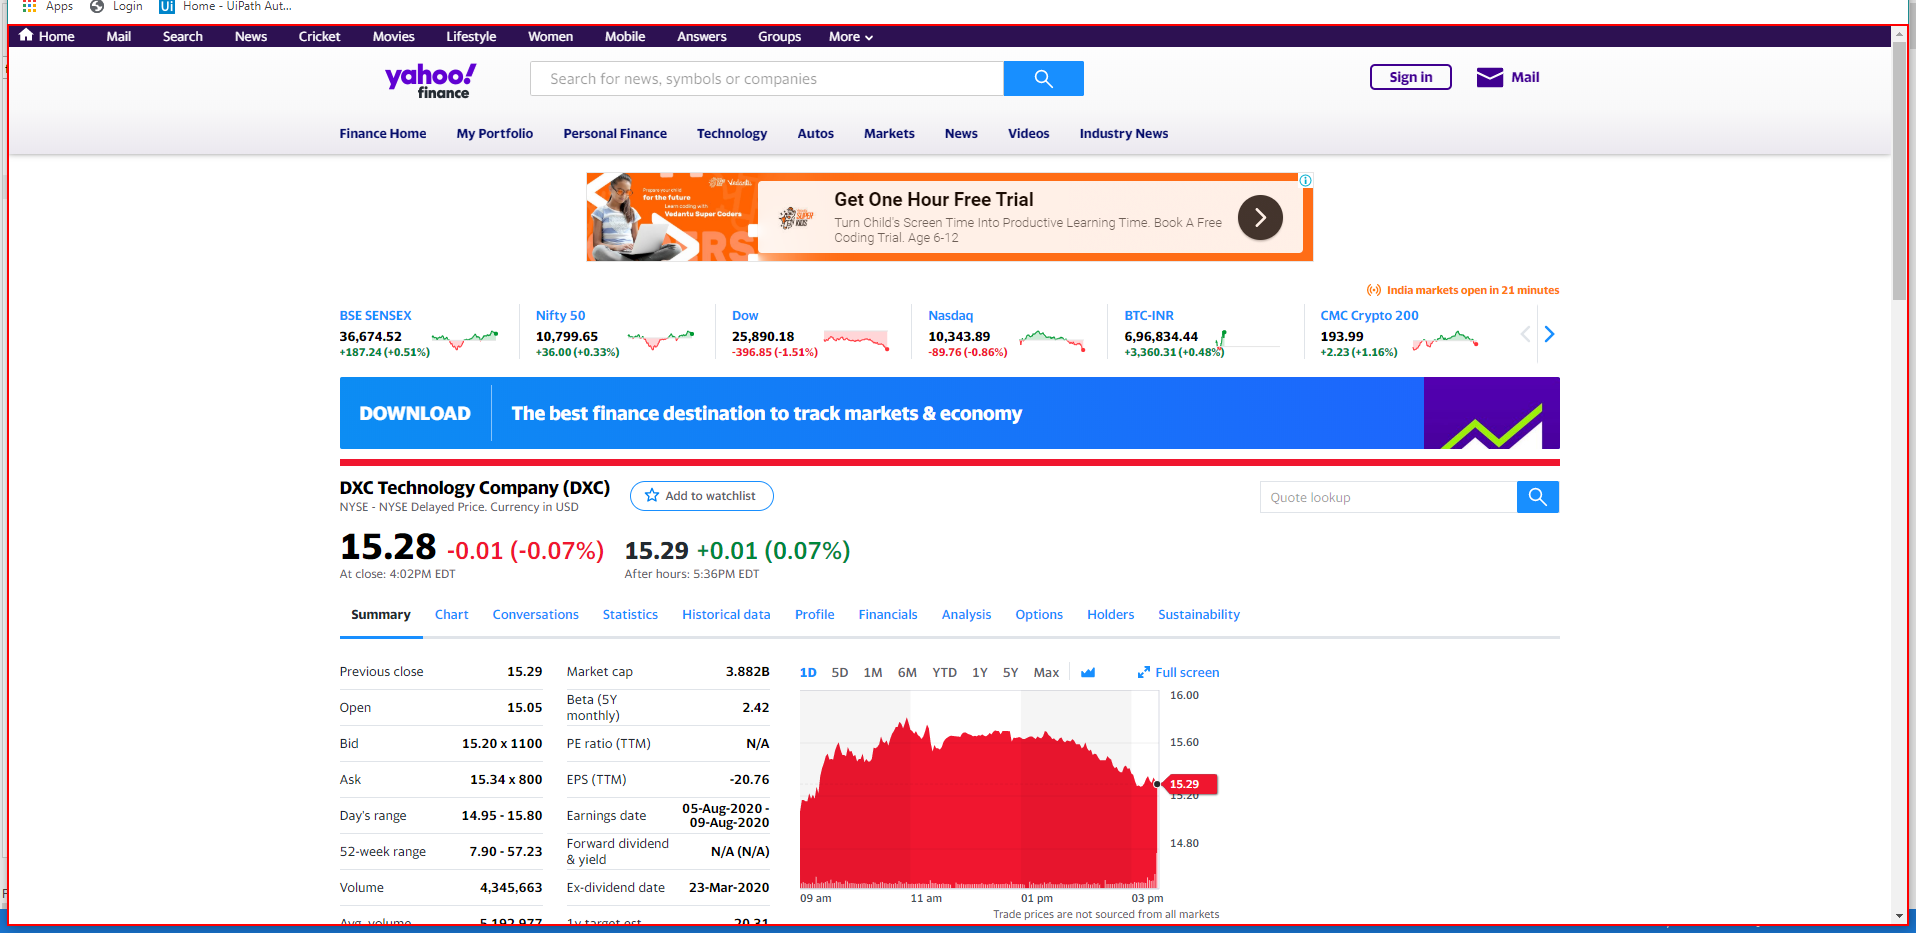 Apps Login Ui Home - UiPath Aut...
Home Mail Search News Cricket Movies Lifestyle Women Mobile Answers Groups More
yahoo! finance
Search for news, symbols or companies
Sign in Mail
Finance Home My Portfolio Personal Finance Technology Autos Markets News Videos Industry News
Prepare your child
for the future
Learn coding with
Vedantu Super Coders
Vedantu
Get One Hour Free Trial
Turn Child's Screen Time Into Productive Learning Time. Book A Free
Coding Trial. Age 6-12
India markets open in 21 minutes
BSE SENSEX
36,674.52
+187.24 (+0.51%)
Nifty 50
10,799.65
+36.00 (+0.33%)
Dow
25,890.18
-396.85 (-1.51%)
Nasdaq
10,343.89
-89.76 (-0.86%)
BTC-INR
6,96,834.44
+3,360.31 (+0.48%)
CMC Crypto 200
193.99
+2.23 (+1.16%)
DOWNLOAD The best finance destination to track markets & economy
DXC Technology Company (DXC)
Add to watchlist
Quote lookup
NYSE - NYSE Delayed Price. Currency in USD
15.28 -0.01 (-0.07%) 15.29 +0.01 (0.07%)
At close: 4:02PM EDT After hours: 5:36PM EDT
Summary Chart Conversations Statistics Historical data Profile Financials Analysis Options Holders Sustainability
Previous close 15.29
Open 15.05
Bid 15.20 x 1100
Ask 15.34 x 800
Day's range 14.95 - 15.80
52-week range 7.90 - 57.23
Volume 4,345,663
Avg. volume 5,192,977
Market cap 3.882B
Beta (5Y
monthly) 2.42
PE ratio (TTM) N/A
EPS (TTM) -20.76
Earnings date 05-Aug-2020 -
09-Aug-2020
Forward dividend
& yield N/A (N/A)
Ex-dividend date 23-Mar-2020
1y target est 20.31
1D 5D 1M 6M YTD 1Y 5Y Max
Full screen
16.00
15.60
15.29
15.20
14.80
09 am 11 am 01 pm 03 pm
Trade prices are not sourced from all markets